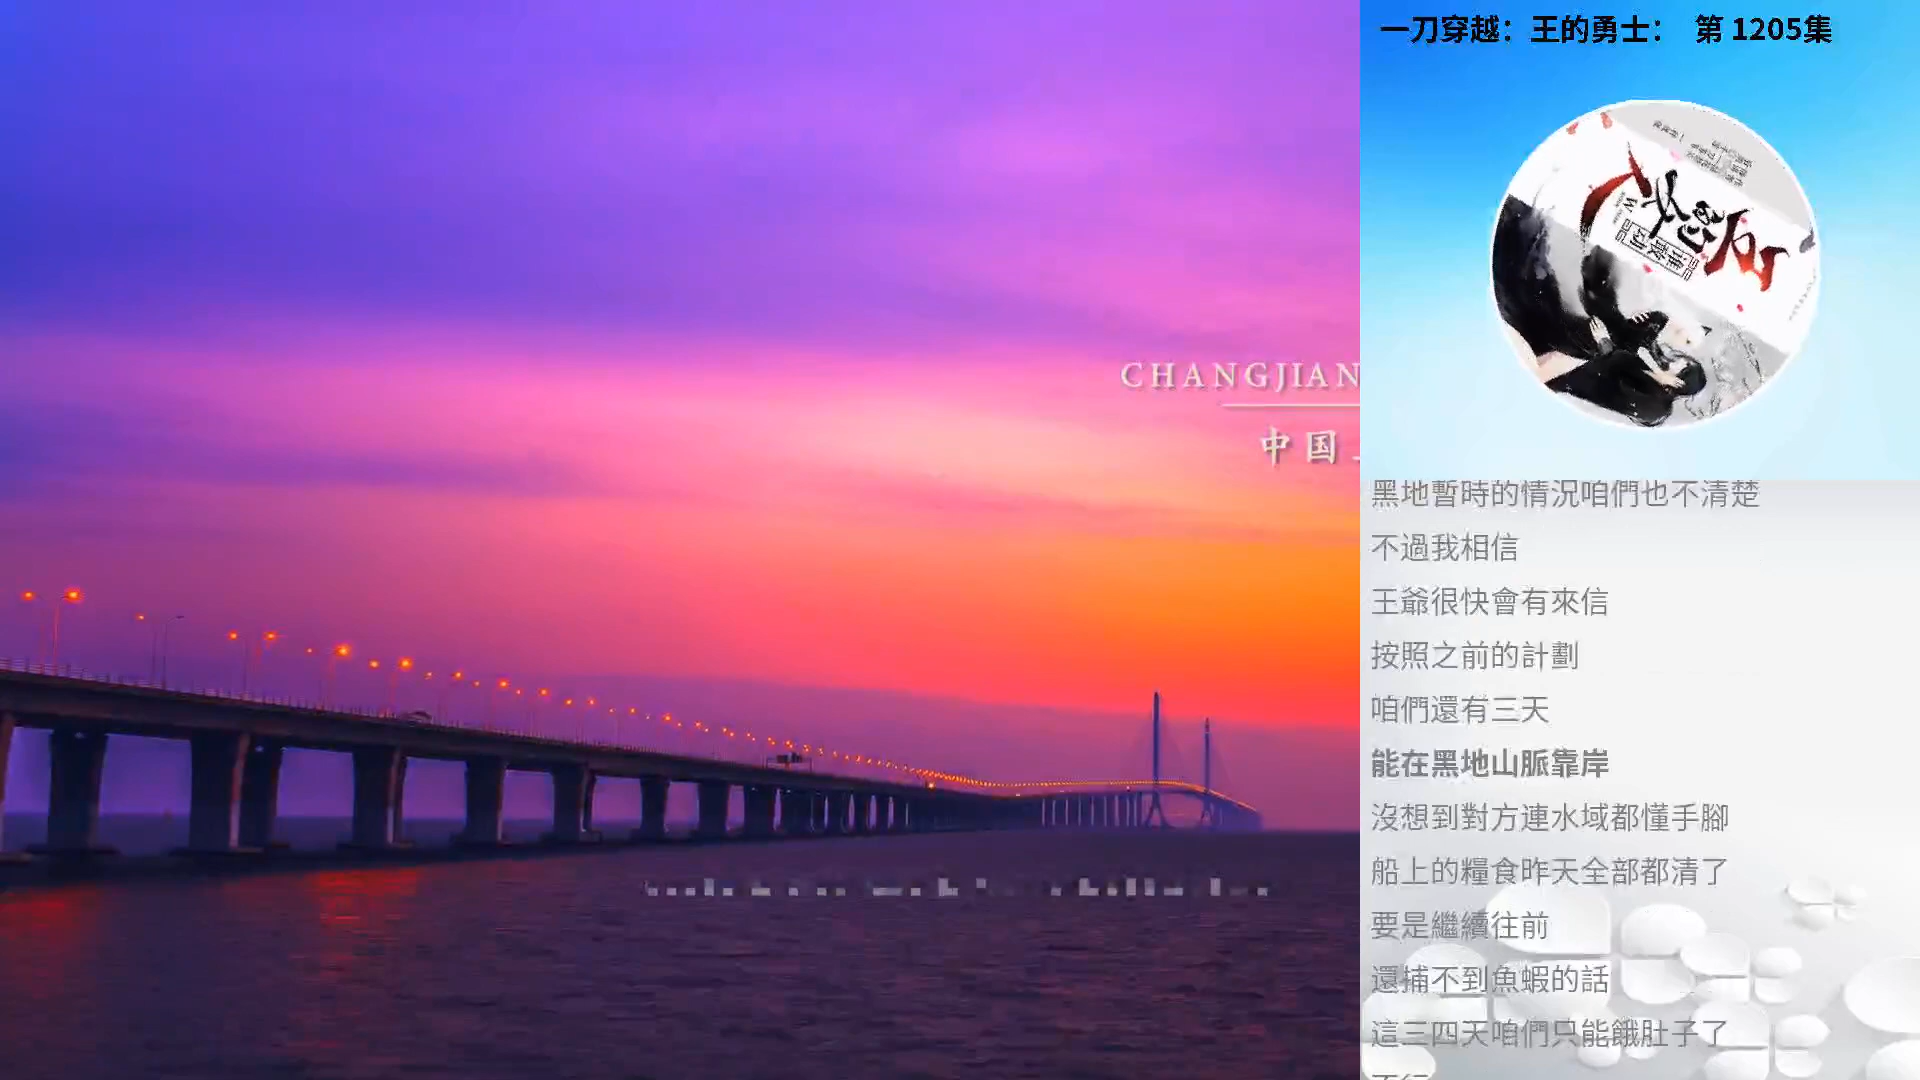 一刀穿越：王的勇士： 第 1205集
CHANGJIAN
中国
黑地暫時的情況咱們也不清楚
不過我相信
王爺很快會有來信
按照之前的計劃
咱們還有三天
能在黑地山脈靠岸
沒想到對方連水域都懂手腳
船上的糧食昨天全部都清了
要是繼續往前
還捕不到魚蝦的話
這三四天咱們只能餓肚子了